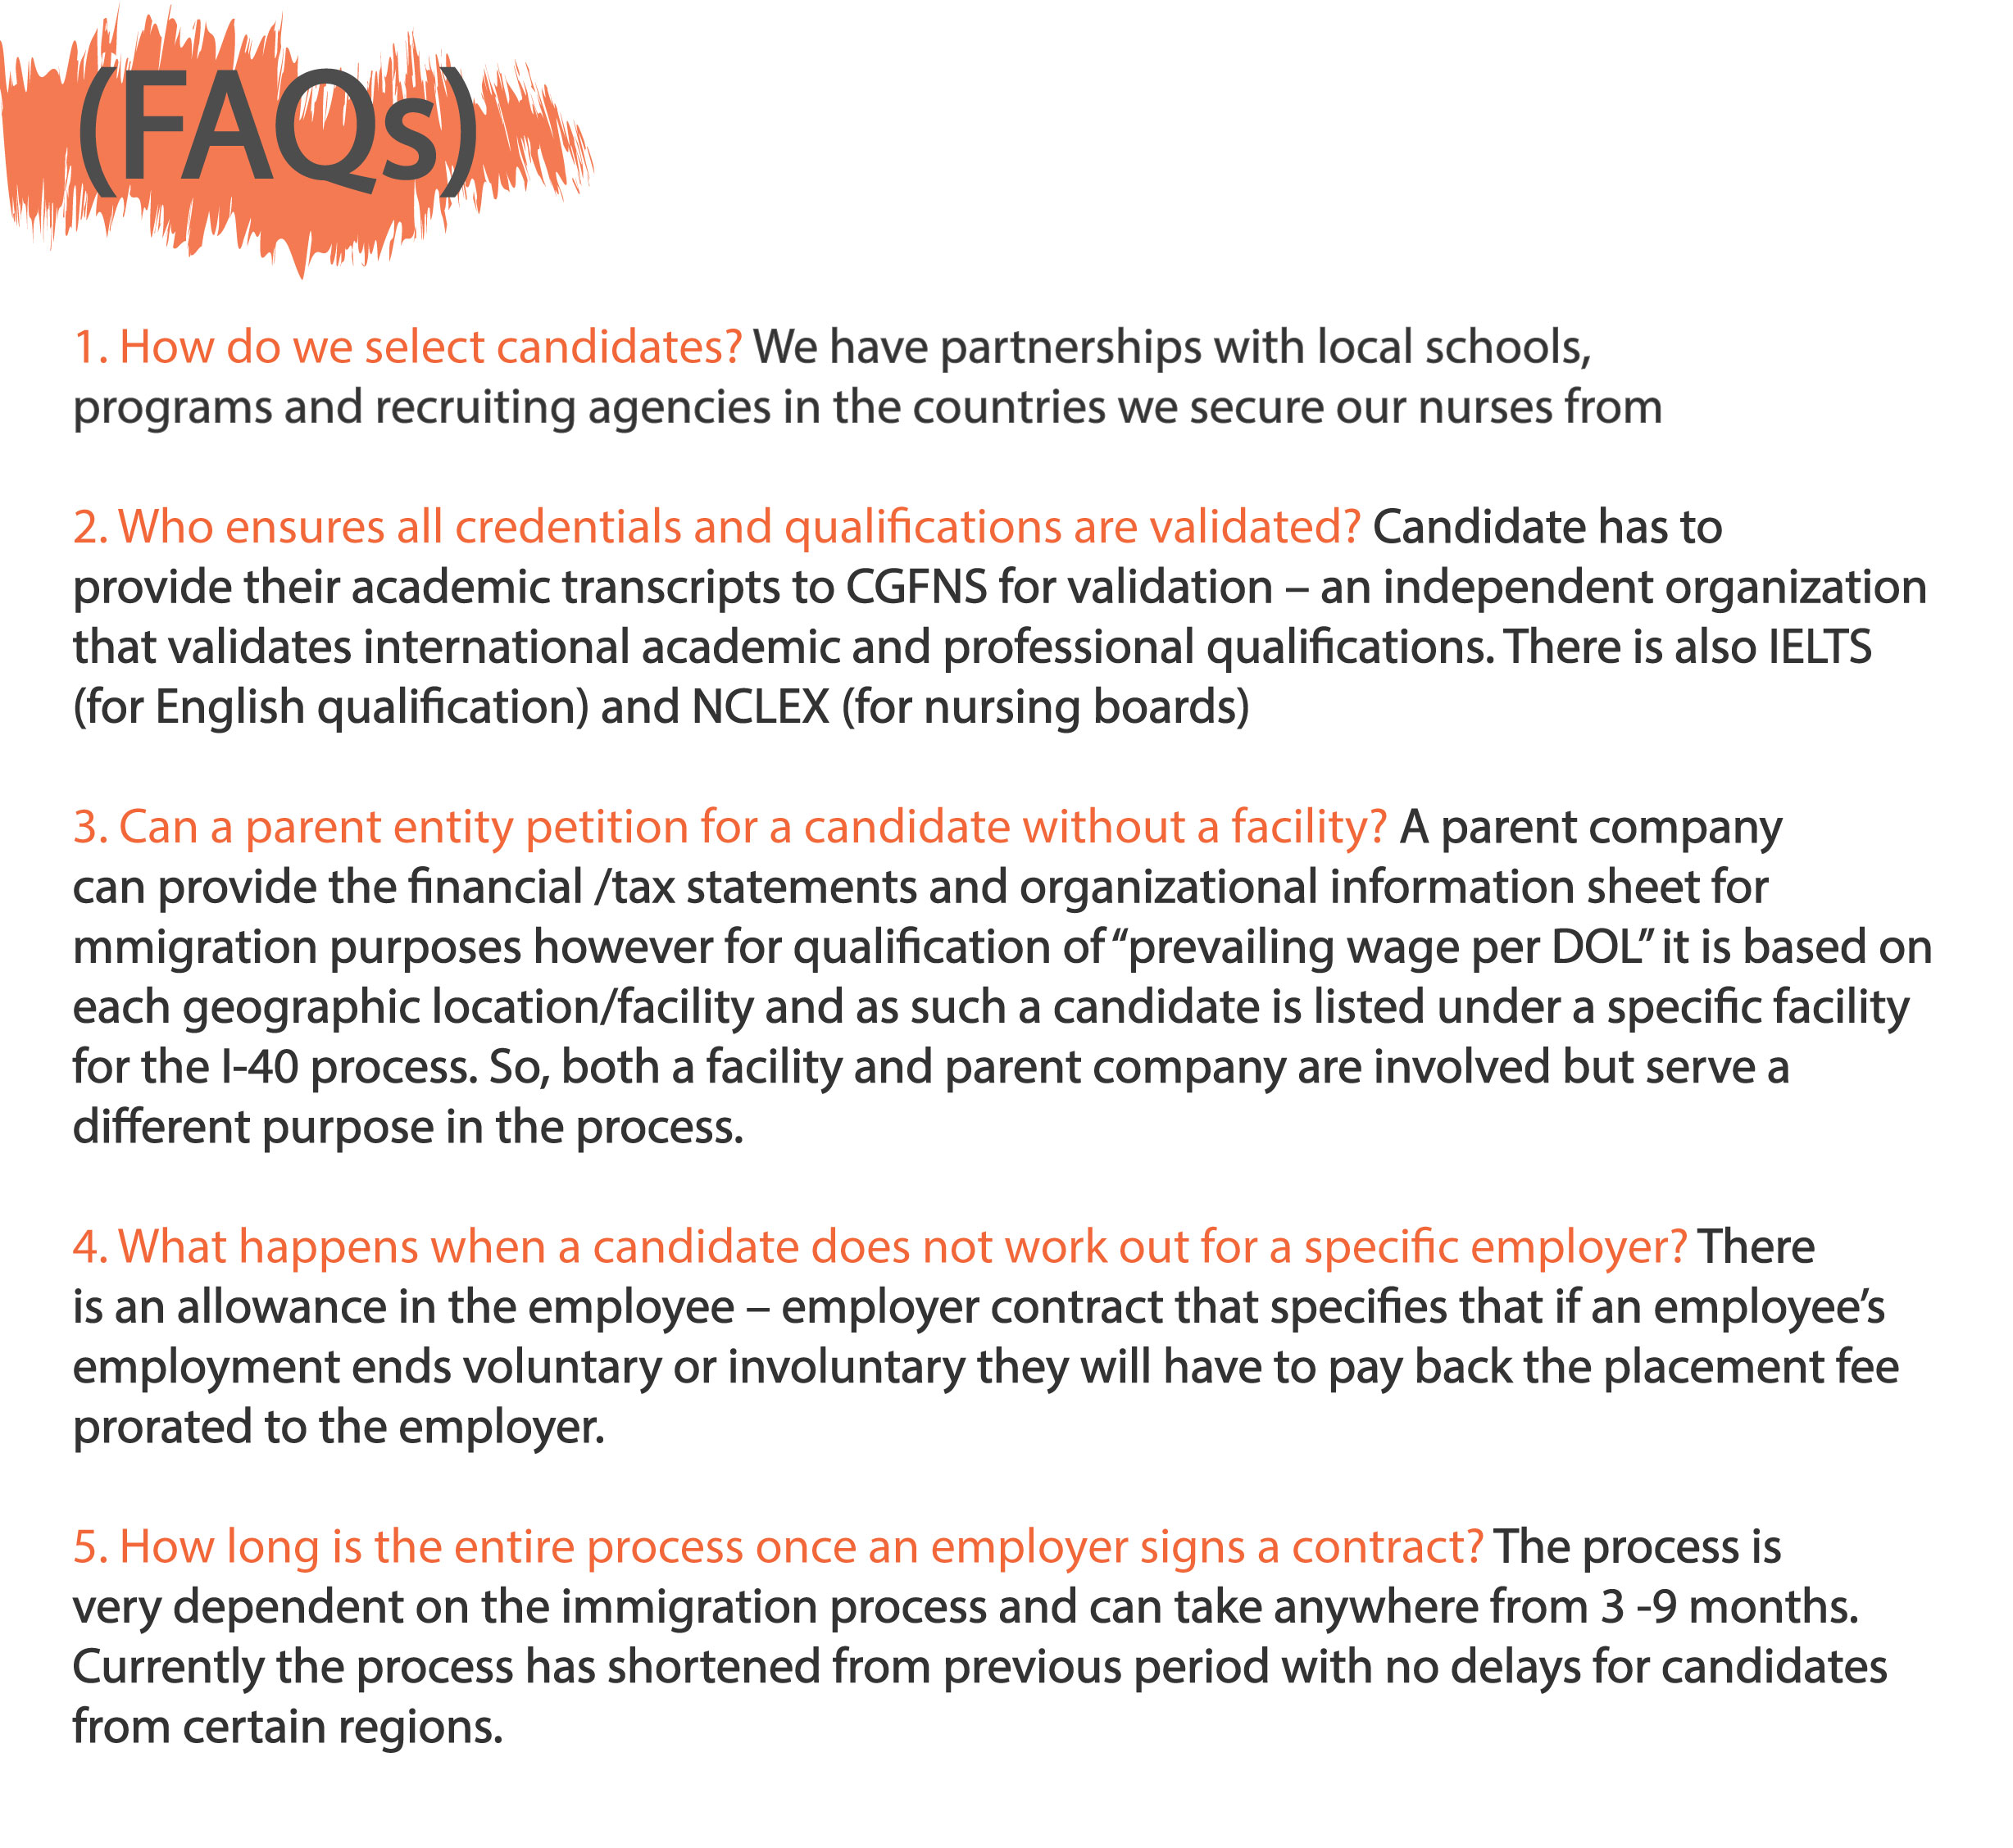 (FAQs)
1. How do we select candidates? We have partnerships with local schools,
programs and recruiting agencies in the countries we secure our nurses from
2. Who ensures all credentials and qualifications are validated? Candidate has to
provide their academic transcripts to CGFNS for validation – an independent organization
that validates international academic and professional qualifications. There is also IELTS
(for English qualification) and NCLEX (for nursing boards)
3. Can a parent entity petition for a candidate without a facility? A parent company
can provide the financial /tax statements and organizational information sheet for
mmigration purposes however for qualification of “prevailing wage per DOL” it is based on
each geographic location/facility and as such a candidate is listed under a specific facility
for the I-40 process. So, both a facility and parent company are involved but serve a
different purpose in the process.
4. What happens when a candidate does not work out for a specific employer? There
is an allowance in the employee – employer contract that specifies that if an employee’s
employment ends voluntary or involuntary they will have to pay back the placement fee
prorated to the employer.
5. How long is the entire process once an employer signs a contract? The process is
very dependent on the immigration process and can take anywhere from 3 -9 months.
Currently the process has shortened from previous period with no delays for candidates
from certain regions.